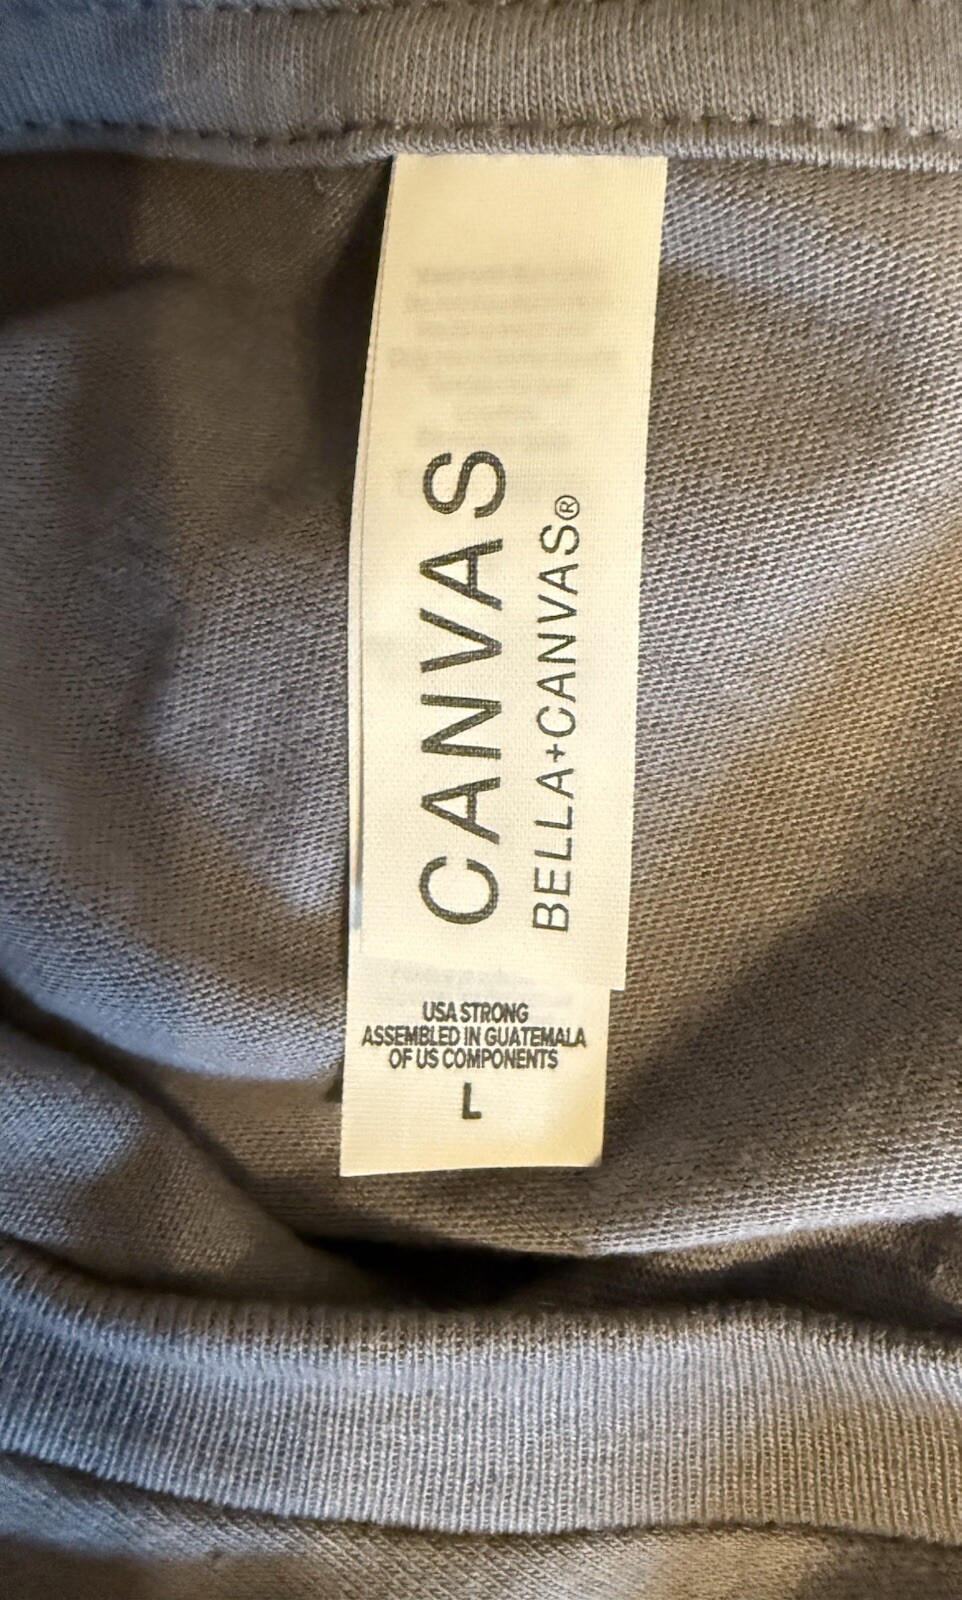 CANVAS
BELLA+CANVAS®
USA STRONG
ASSEMBLED IN GUATEMALA
OF US COMPONENTS
L